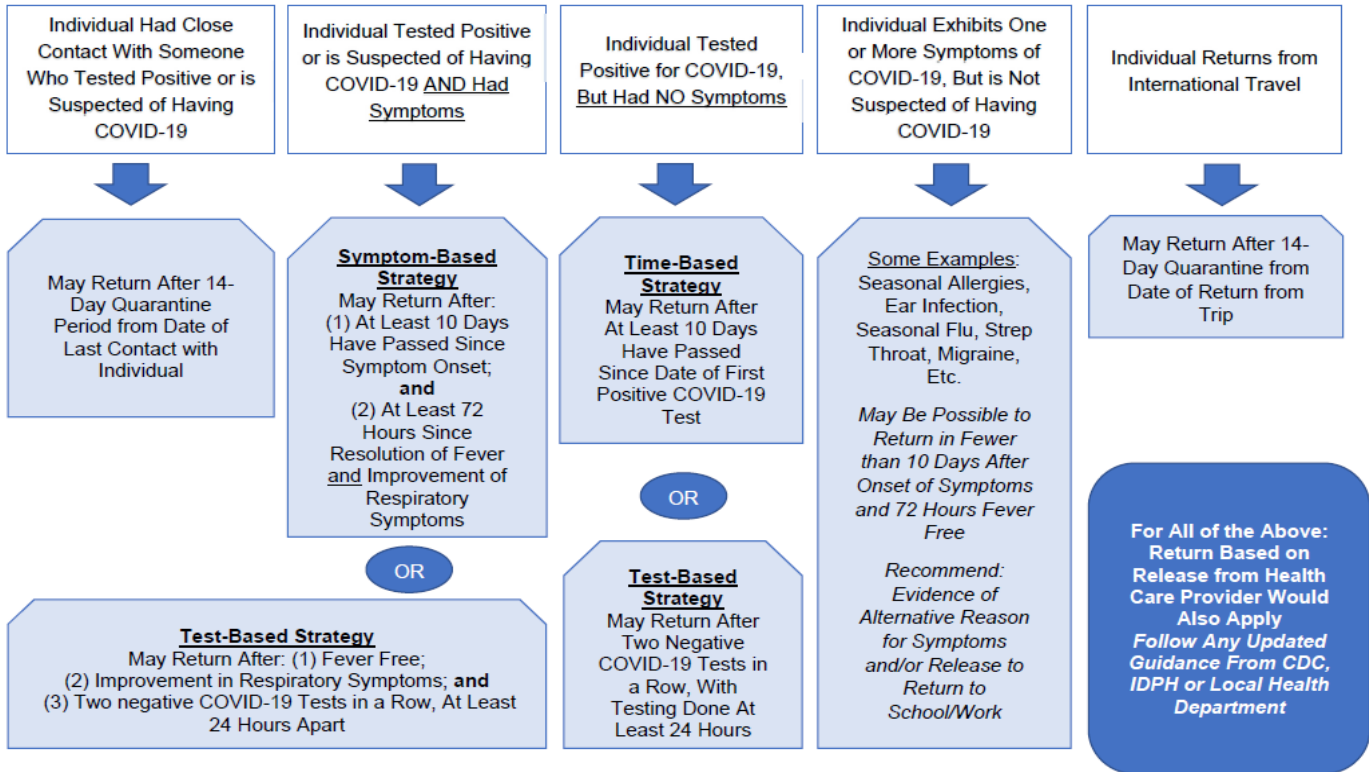 Individual Had Close
Contact With Someone
Who Tested Positive or is
Suspected of Having
COVID-19
Individual Tested Positive
or is Suspected of Having
COVID-19 AND Had
Symptoms
Individual Tested
Positive for COVID-19,
But Had NO Symptoms
Individual Exhibits One
or More Symptoms of
COVID-19, But is Not
Suspected of Having
COVID-19
Individual Returns from
International Travel
May Return After 14-
Day Quarantine
Period from Date of
Last Contact with
Individual
Symptom-Based
Strategy
May Return After:
(1) At Least 10 Days
Have Passed Since
Symptom Onset;
and
(2) At Least 72
Hours Since
Resolution of Fever
and Improvement of
Respiratory
Symptoms
OR
Test-Based Strategy
May Return After: (1) Fever Free;
(2) Improvement in Respiratory Symptoms; and
(3) Two negative COVID-19 Tests in a Row, At Least
24 Hours Apart
Time-Based
Strategy
May Return After
At Least 10 Days
Have Passed
Since Date of First
Positive COVID-19
Test
OR
Test-Based
Strategy
May Return After
Two Negative
COVID-19 Tests in
a Row, With
Testing Done At
Least 24 Hours
Some Examples:
Seasonal Allergies,
Ear Infection,
Seasonal Flu, Strep
Throat, Migraine,
Etc.
May Be Possible to
Return in Fewer
than 10 Days After
Onset of Symptoms
and 72 Hours Fever
Free
Recommend:
Evidence of
Alternative Reason
for Symptoms
and/or Release to
Return to
School/Work
May Return After 14-
Day Quarantine from
Date of Return from
Trip
For All of the Above:
Return Based on
Release from Health
Care Provider Would
Also Apply
Follow Any Updated
Guidance From CDC,
IDPH or Local Health
Department